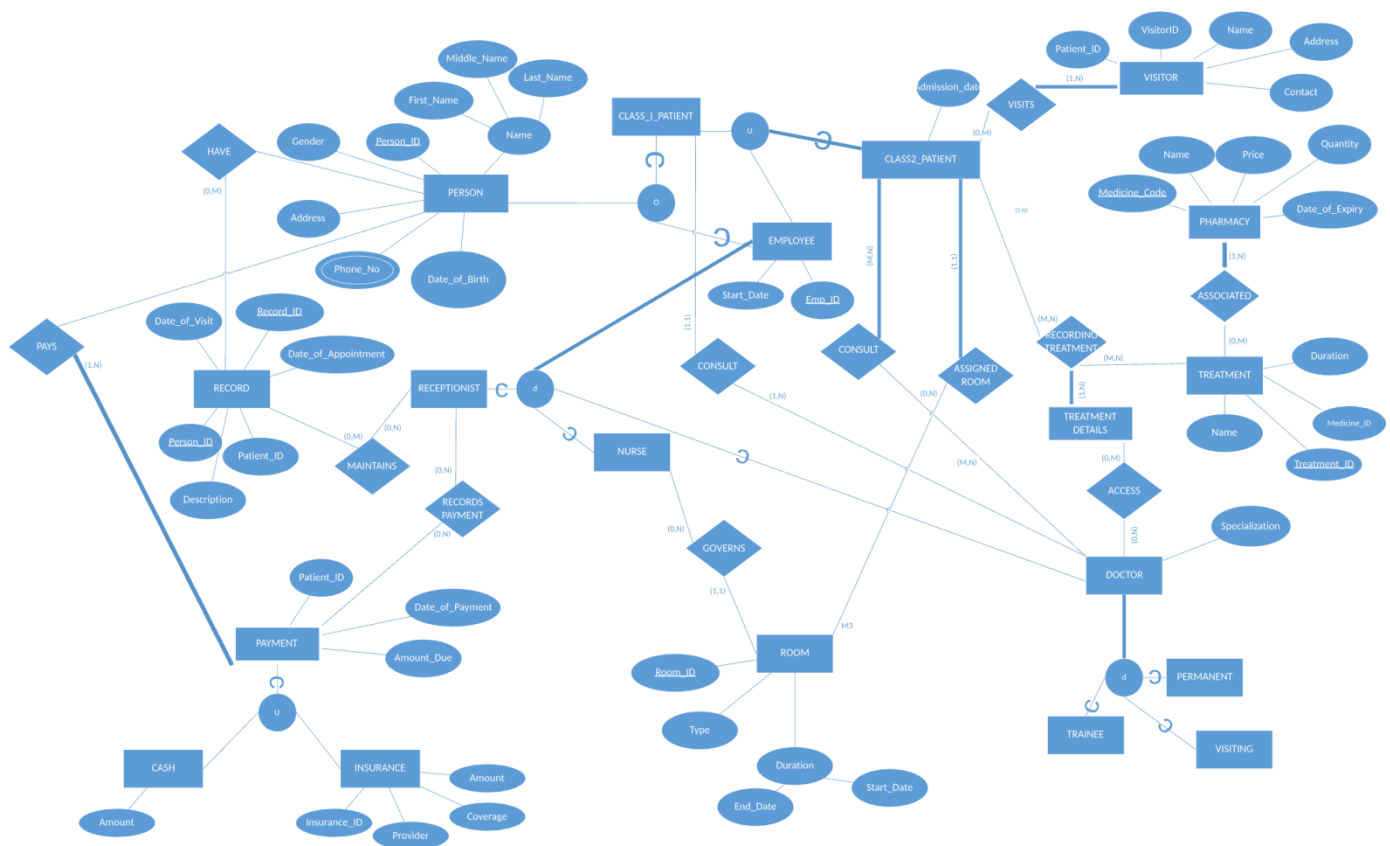 VisitorID
Name
Patient_ID
Address
VISITOR
(1,N)
Contact
Middle_Name
Last_Name
First_Name
Name
Person_ID
Gender
HAVE
(0,M)
Address
PERSON
Phone_No
Date_of_Birth
CLASS_I_PATIENT
U
Admission_date
VISITS
(0,M)
CLASS2_PATIENT
O
EMPLOYEE
Start_Date
Emp_ID
(M,N)
(1,1)
(1,N)
Quantity
Name
Price
Medicine_Code
Date_of_Expiry
PHARMACY
(1,N)
ASSOCIATED
(0,M)
PAYS
(1,N)
Date_of_Visit
Record_ID
Date_of_Appointment
RECORD
Person_ID
Patient_ID
Description
(0,M)
(0,N)
MAINTAINS
RECEPTIONIST
d
(0,N)
RECORDS
PAYMENT
(0,N)
NURSE
(1,1)
CONSULT
(1,N)
CONSULT
(M,N)
ASSIGNED
ROOM
(0,N)
(M,N)
RECORDING
TREATMENT
(M,N)
(1,N)
TREATMENT
DETAILS
(0,M)
ACCESS
(0,N)
TREATMENT
Duration
Medicine_ID
Name
Treatment_ID
Specialization
DOCTOR
(0,N)
GOVERNS
(1,1)
M3
ROOM
Room_ID
Type
Duration
Start_Date
End_Date
d
PERMANENT
TRAINEE
VISITING
Patient_ID
Date_of_Payment
PAYMENT
Amount_Due
U
CASH
Amount
INSURANCE
Amount
Coverage
Insurance_ID
Provider